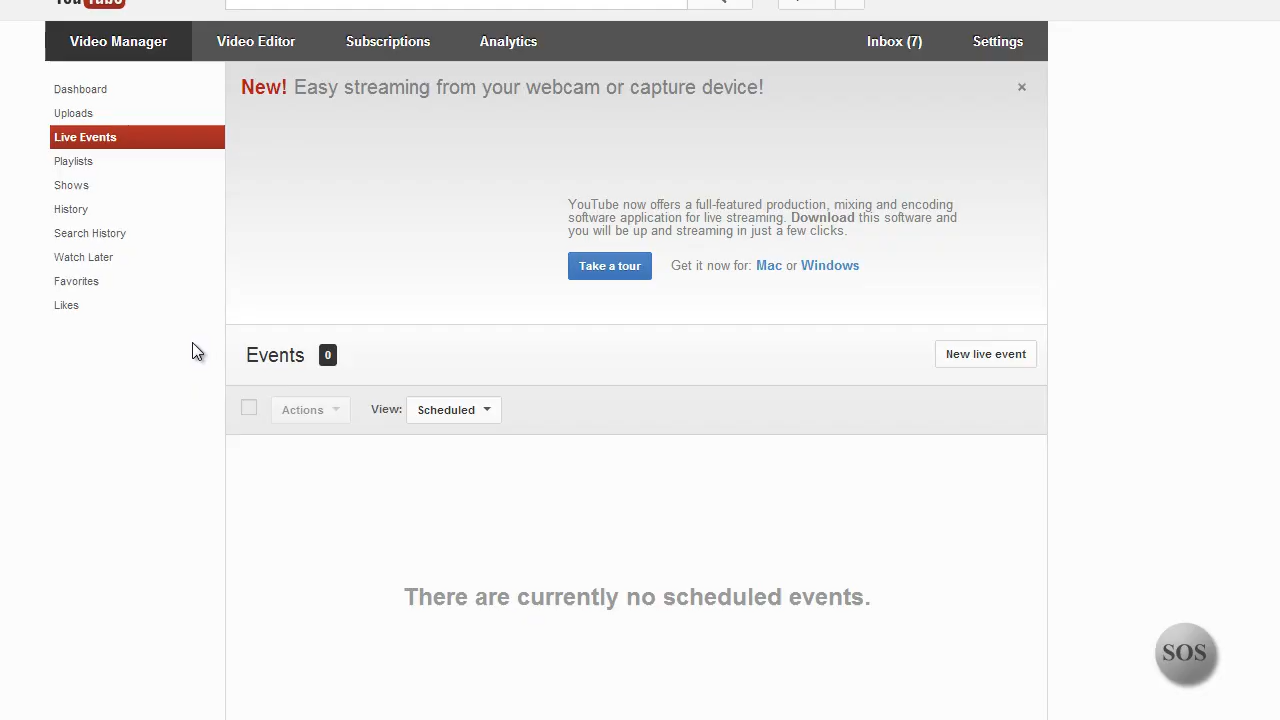 YouTube
Video Manager
Video Editor
Subscriptions
Analytics
Inbox (7)
Settings
Dashboard
Uploads
Live Events
Playlists
Shows
History
Search History
Watch Later
Favorites
Likes
New! Easy streaming from your webcam or capture device!
×
YouTube now offers a full-featured production, mixing and encoding
software application for live streaming. Download this software and
you will be up and streaming in just a few clicks.
Take a tour
Get it now for: Mac or Windows
Events 0
New live event
Actions
View: Scheduled
There are currently no scheduled events.
SOS